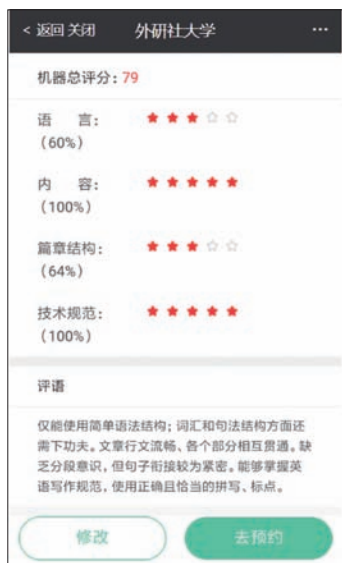 < 返回 关闭 外研社大学 ...
机器总评分：79
语 言：
（60%）
内 容：
（100%）
篇章结构：
（64%）
技术规范：
（100%）
评语
仅能使用简单语法结构；词汇和句法结构方面还
需下功夫。文章行文流畅、各个部分相互贯通。缺
乏分段意识，但句子衔接较为紧密。能够掌握英
语写作规范，使用正确且恰当的拼写、标点。
修改 去预约